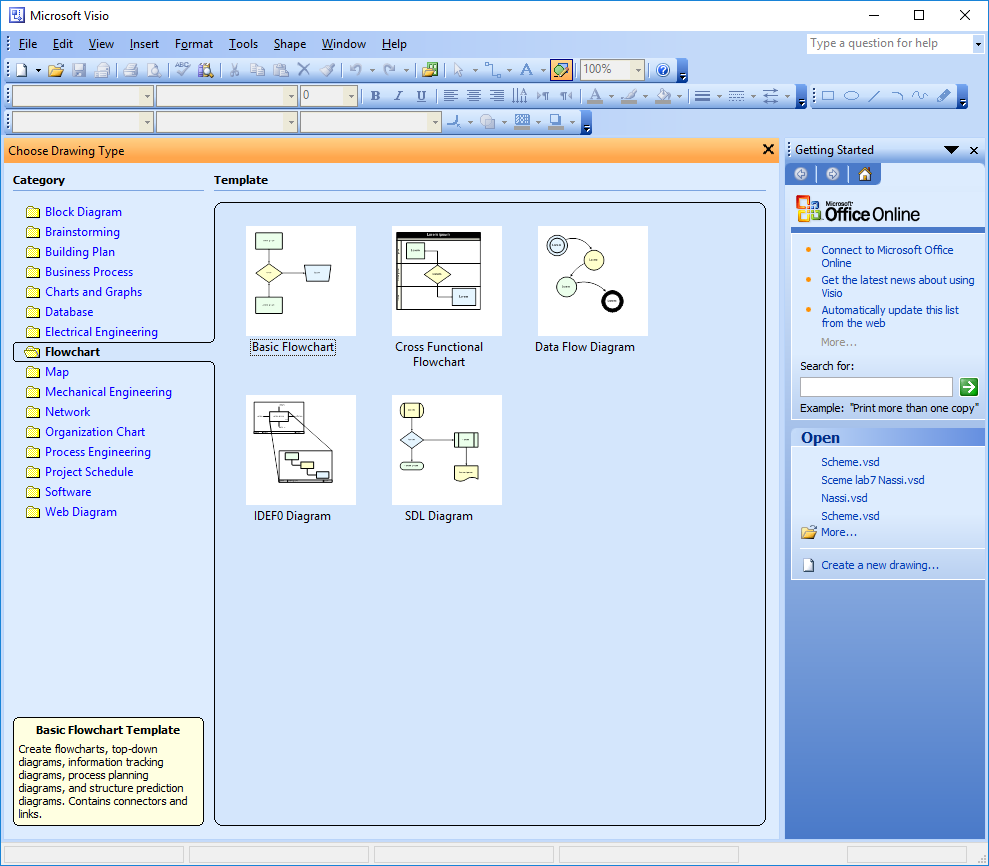 Microsoft Visio
File Edit View Insert Format Tools Shape Window Help
Type a question for help
100%
0
B I U
Choose Drawing Type
Category
Template
Block Diagram
Brainstorming
Building Plan
Business Process
Charts and Graphs
Database
Electrical Engineering
Flowchart
Map
Mechanical Engineering
Network
Organization Chart
Process Engineering
Project Schedule
Software
Web Diagram
Basic Flowchart
Cross Functional
Flowchart
Data Flow Diagram
IDEF0 Diagram
SDL Diagram
Basic Flowchart Template
Create flowcharts, top-down
diagrams, information tracking
diagrams, process planning
diagrams, and structure prediction
diagrams. Contains connectors and
links.
Getting Started
Microsoft
Office Online
Connect to Microsoft Office
Online
Get the latest news about using
Visio
Automatically update this list
from the web
More...
Search for:
Example: "Print more than one copy"
Open
Scheme.vsd
Sceme lab7 Nassi.vsd
Nassi.vsd
Scheme.vsd
More...
Create a new drawing...